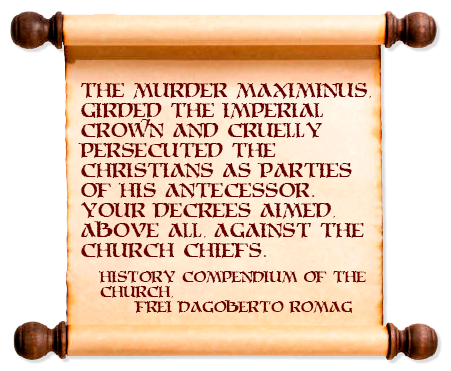 THE MURDER MAXIMINUS,
GIRDED THE IMPERIAL
CROWN AND CRUELLY
PERSECUTED THE
CHRISTIANS AS PARTIES
OF HIS ANTECESSOR.
YOUR DECREES AIMED,
ABOVE ALL, AGAINST THE
CHURCH CHIEFS.
HISTORY COMPENDIUM OF THE
CHURCH,
FREI DAGOBERTO ROMAG